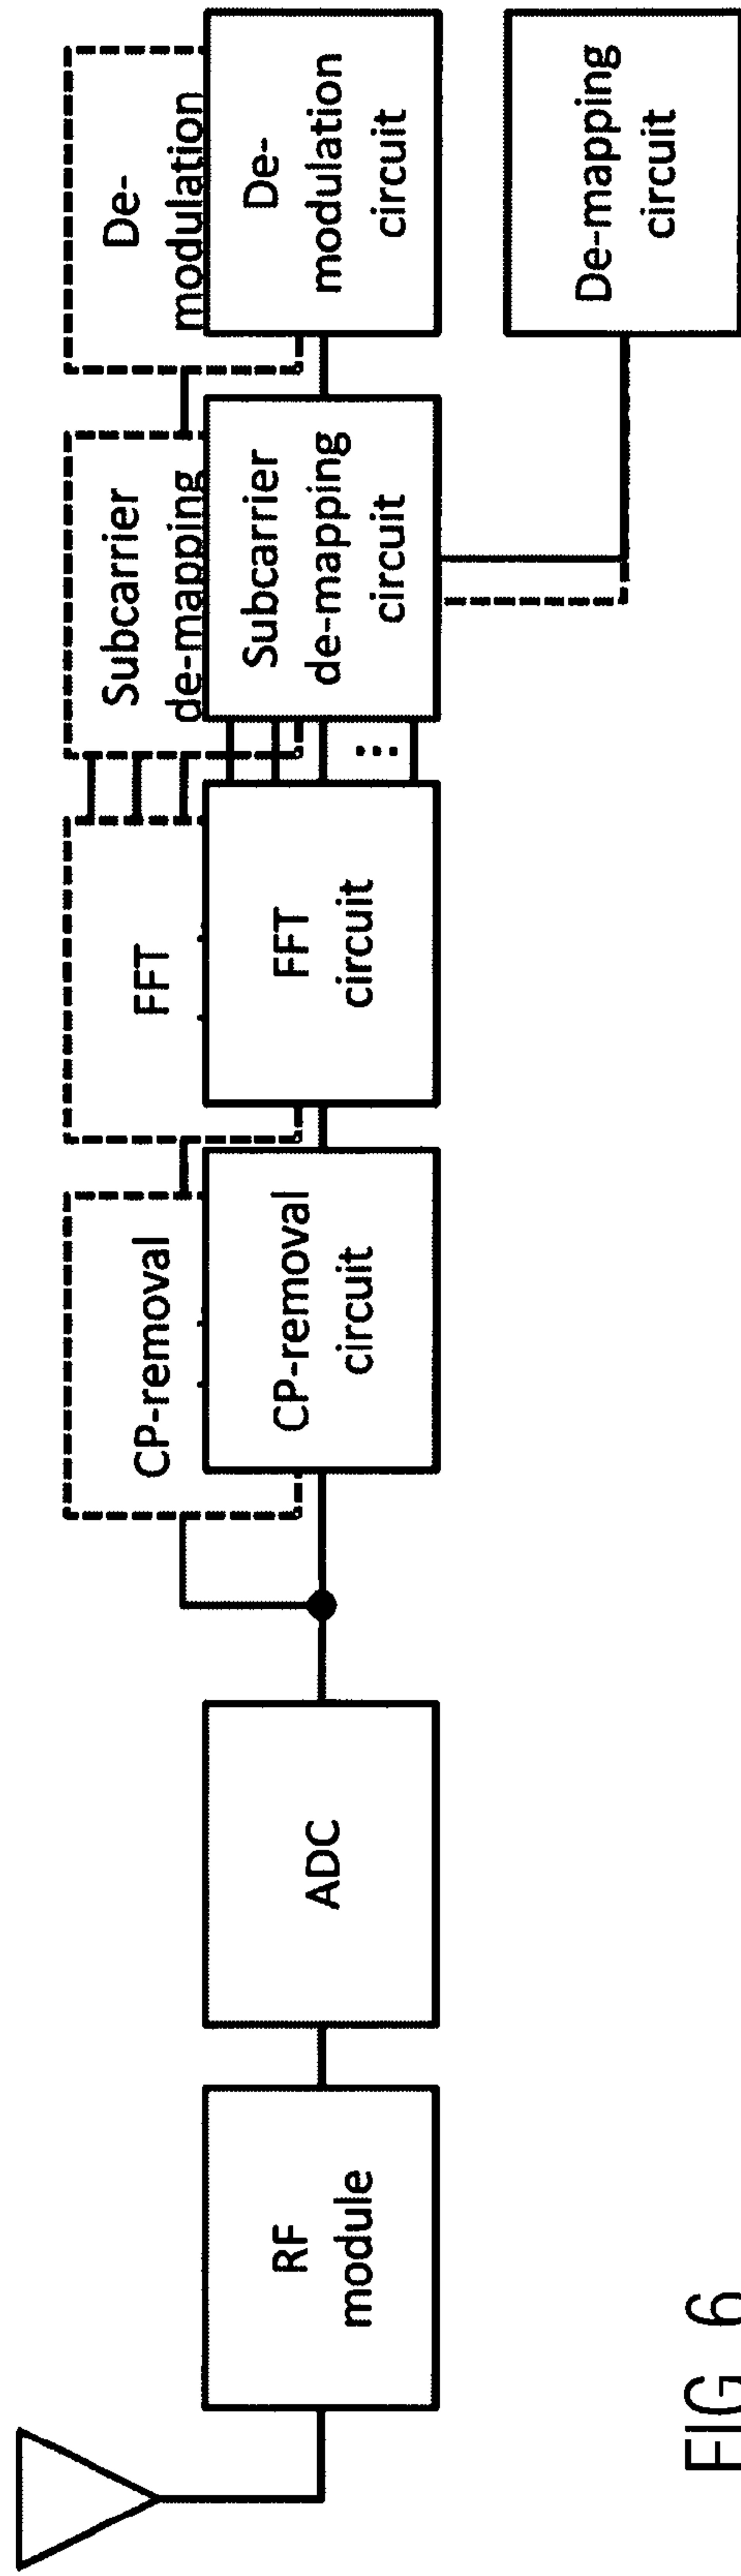 RF
module
ADC
CP-removal
CP-removal
circuit
FFT
FFT
circuit
Subcarrier
de-mapping
Subcarrier
de-mapping
circuit
De-
modulation
De-
modulation
circuit
De-mapping
circuit
FIG 6